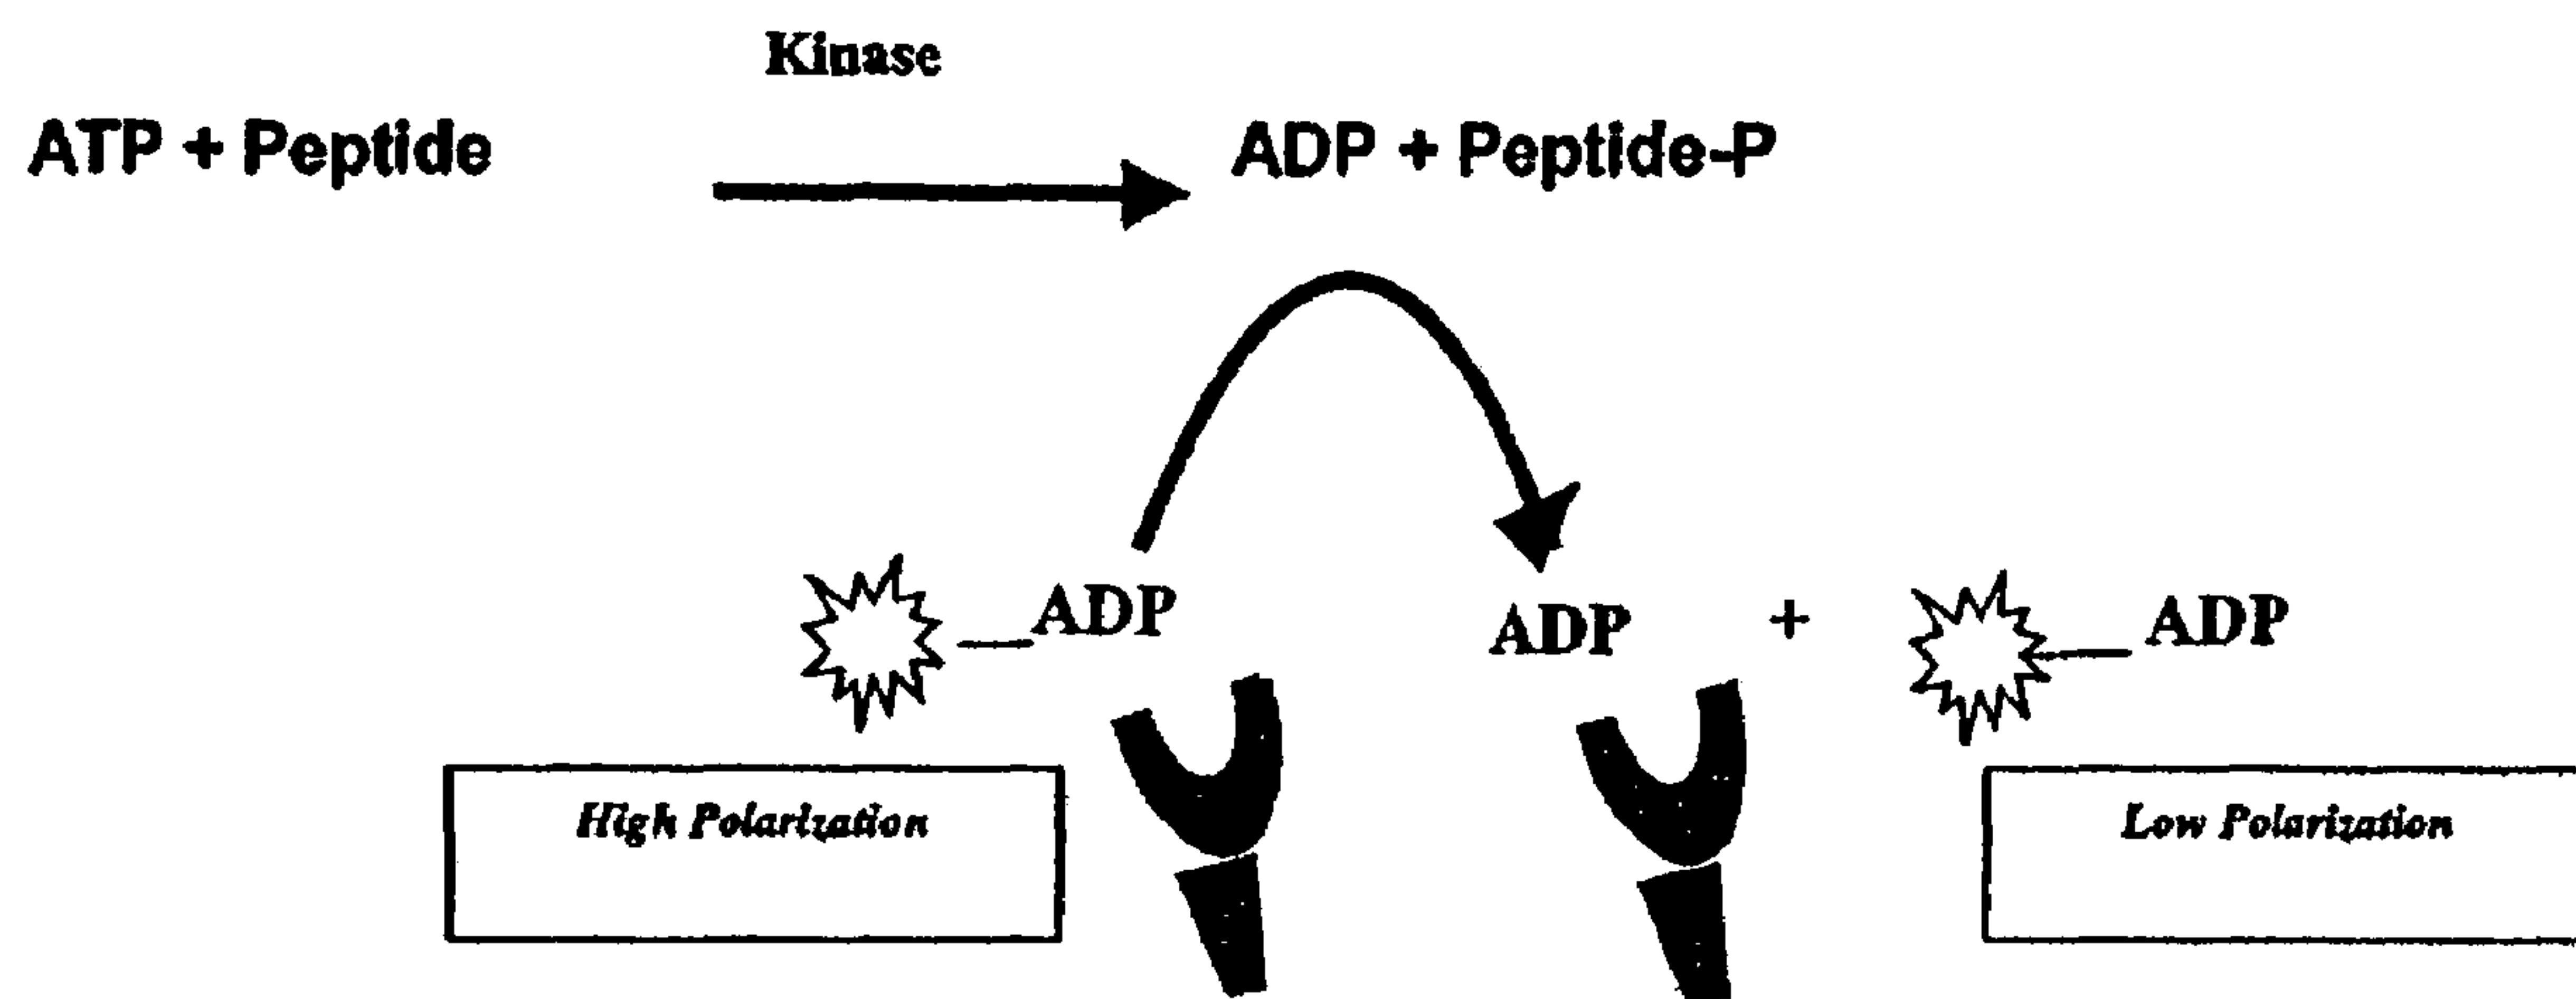 Kinase
ATP + Peptide
ADP + Peptide-P
ADP
ADP + ADP
High Polarization
Low Polarization